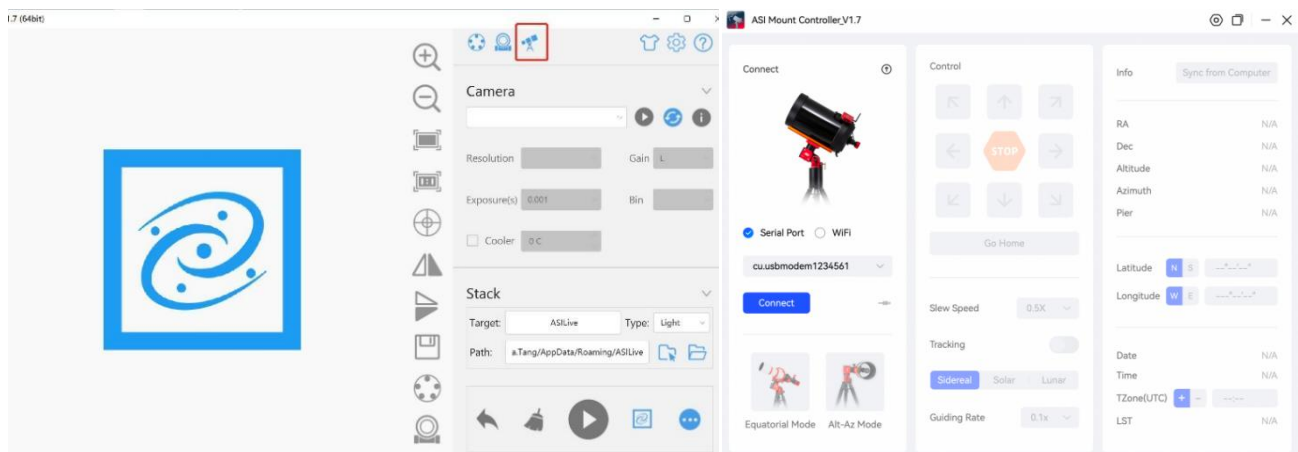 1.7 (64bit)
Camera
Resolution
Gain L
Exposure(s) 0.001
Bin
Cooler 0 C
Stack
Target: ASILive Type: Light
Path: a.Tang/AppData/Roaming/ASILive
ASI Mount Controller_V1.7
Connect
Serial Port WiFi
cu.usbmodem1234561
Connect
Equatorial Mode Alt-Az Mode
Control
STOP
Go Home
Slew Speed 0.5X
Tracking
Sidereal Solar Lunar
Guiding Rate 0.1x
Info Sync from Computer
RA N/A
Dec N/A
Altitude N/A
Azimuth N/A
Pier N/A
Latitude N S --°--'--"
Longitude W E ---°--'--"
Date N/A
Time N/A
TZone(UTC) + - --:--
LST N/A